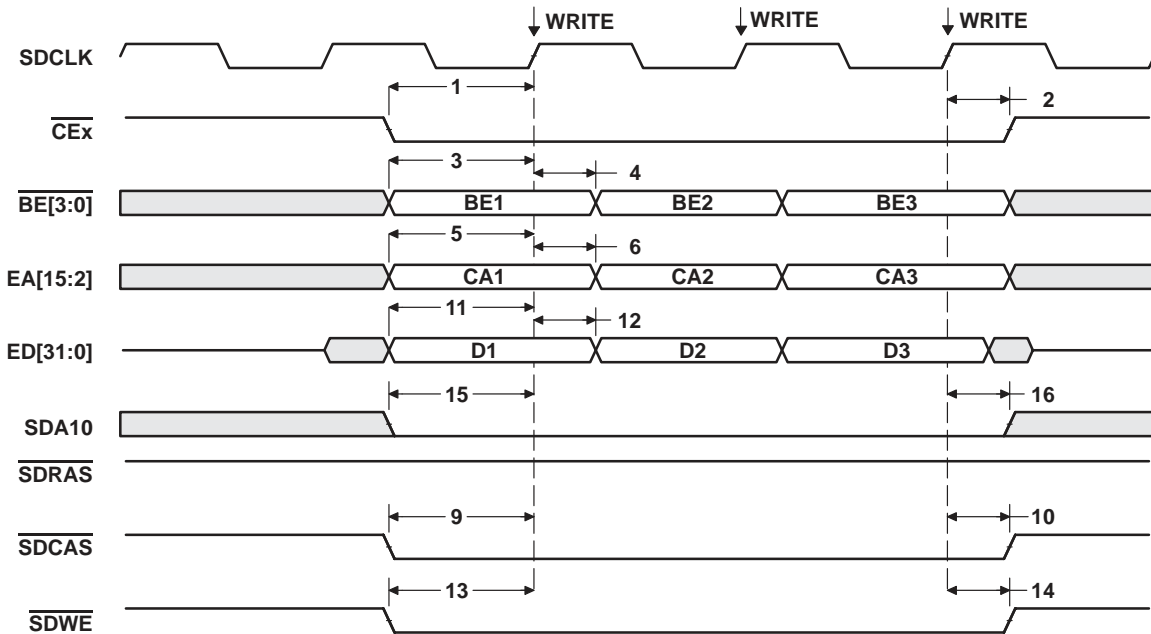 WRITE WRITE WRITE
SDCLK
1 2
CEx
3 4
BE[3:0] BE1 BE2 BE3
5 6
EA[15:2] CA1 CA2 CA3
11 12
ED[31:0] D1 D2 D3
15 16
SDA10
SDRAS
9 10
SDCAS
13 14
SDWE